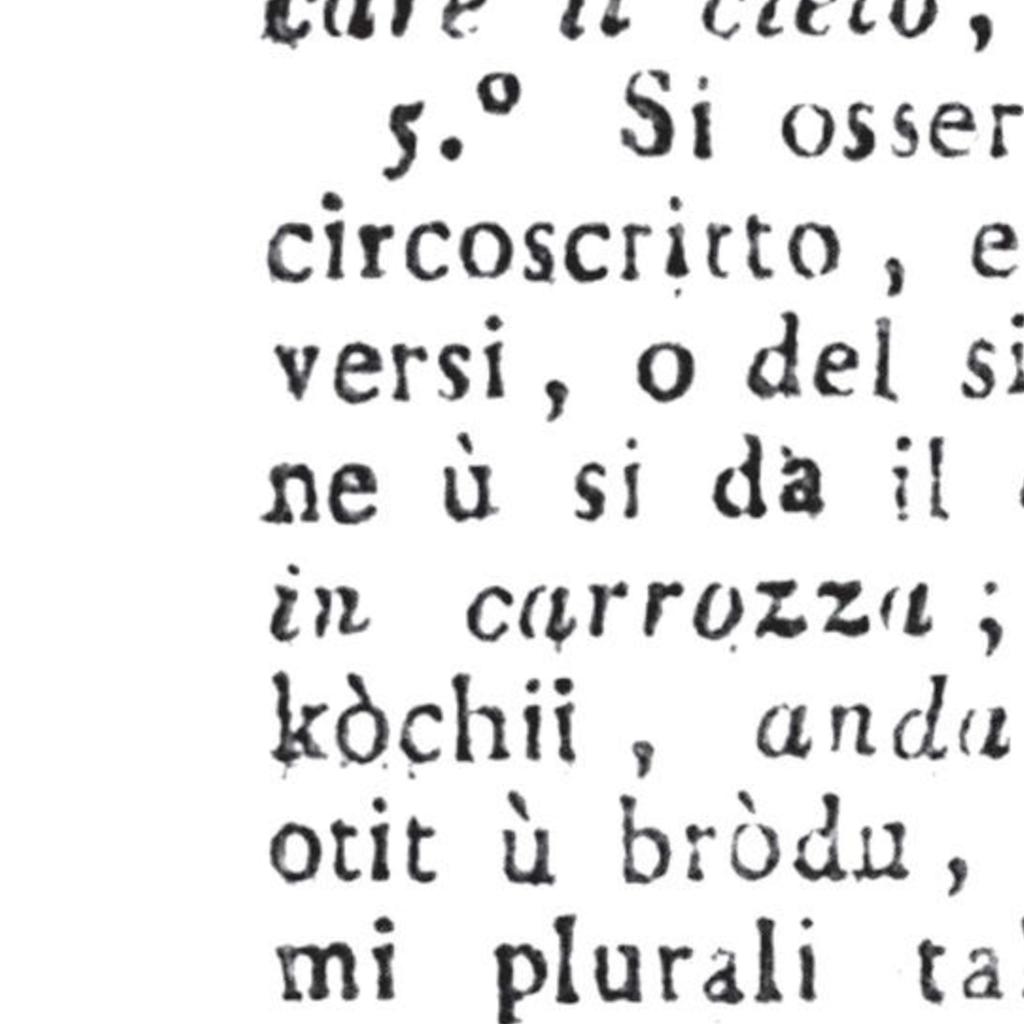 care il cielo,
5.º Si osser
circoscritto, e
versi, o del si
ne ù si dà il
in carrozza;
kòchii, anda
otit ù bròdu,
mi plurali tal